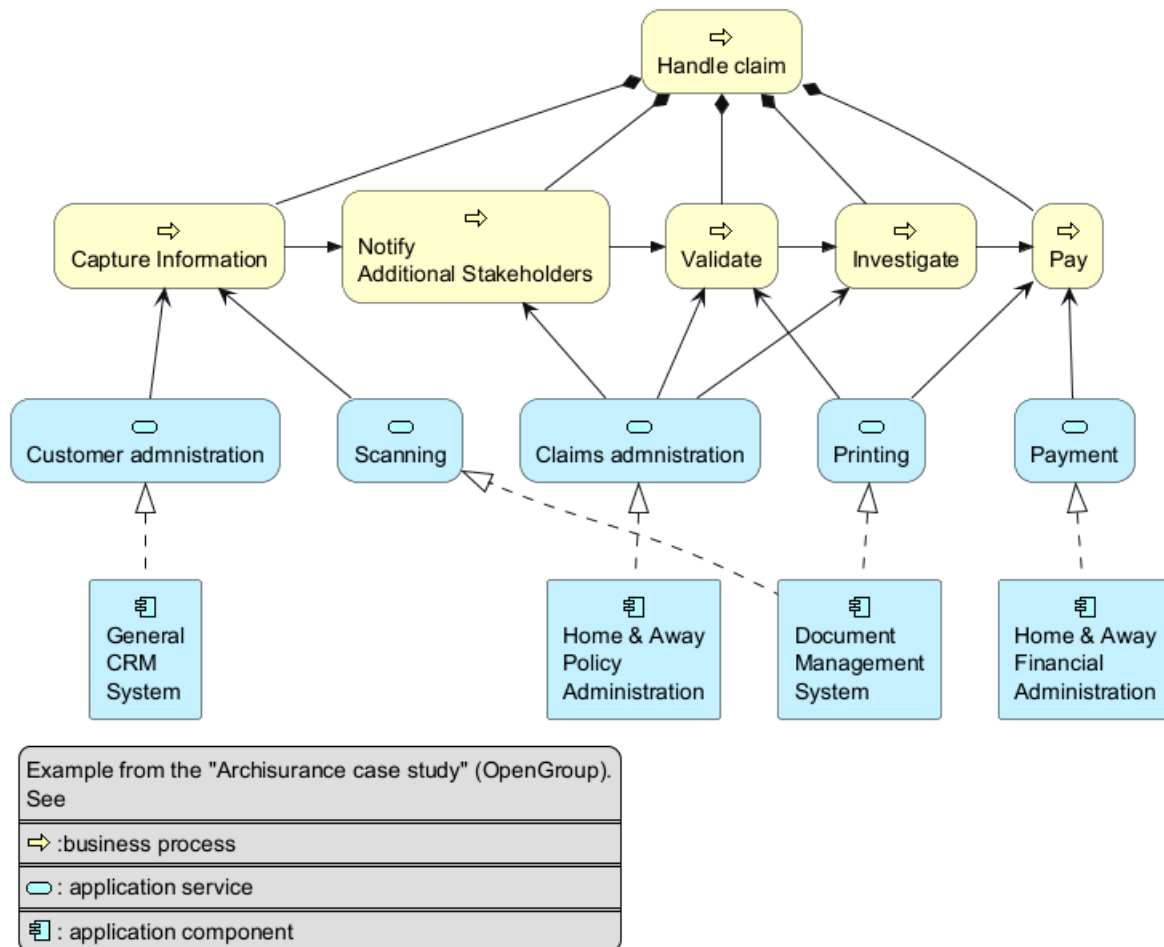 Handle claim
Capture Information
Notify
Additional Stakeholders
Validate
Investigate
Pay
Customer admnistration
Scanning
Claims admnistration
Printing
Payment
General
CRM
System
Home & Away
Policy
Administration
Document
Management
System
Home & Away
Financial
Administration
Example from the "Archisurance case study" (OpenGroup).
See
:business process
: application service
: application component